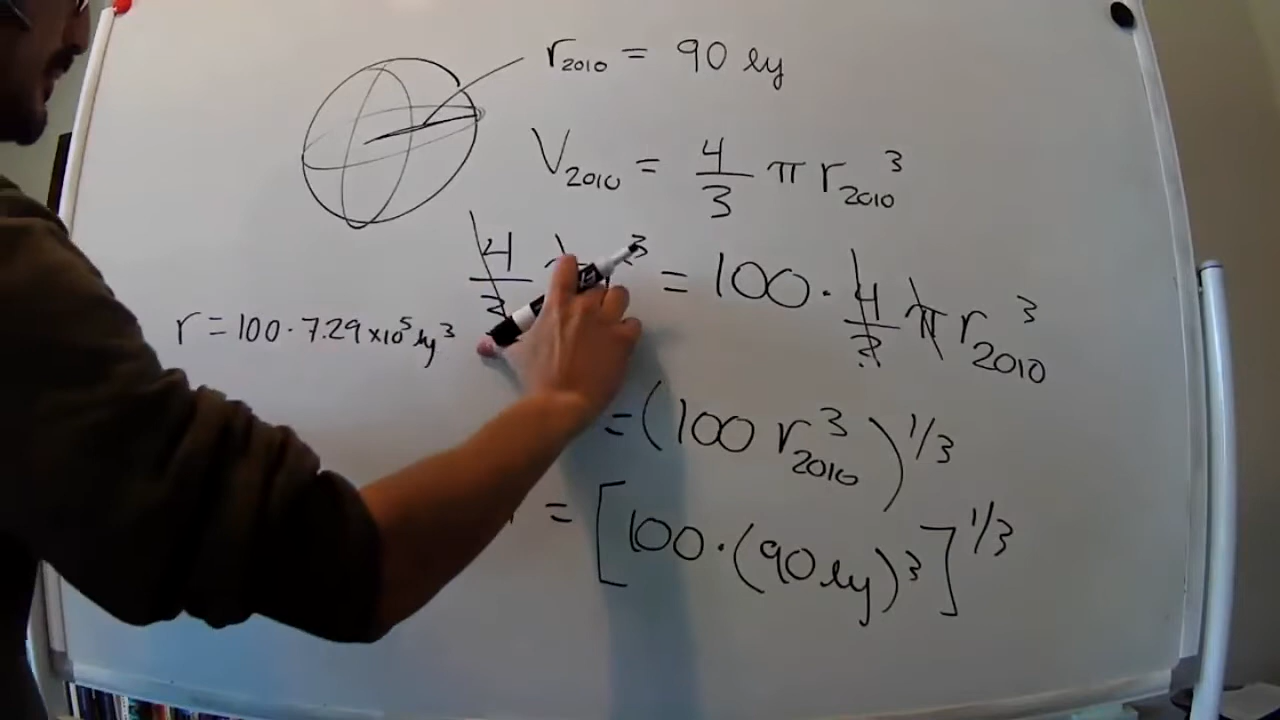 r₂₀₁₀ = 90 ly
V₂₀₁₀ = 4/3 π r₂₀₁₀³
4/3 ³ = 100 · 4/3 π r₂₀₁₀³
r = 100 · 7.29 x10⁵ ly³
= (100 r₂₀₁₀³)^1/3
= [100 · (90 ly)³]^1/3